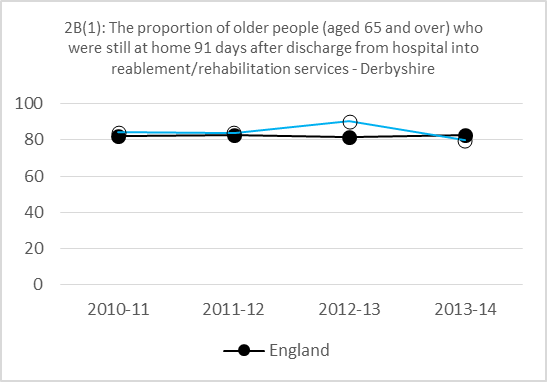 2B(1): The proportion of older people (aged 65 and over) who
were still at home 91 days after discharge from hospital into
reablement/rehabilitation services - Derbyshire
100
80
60
40
20
0
2010-11 2011-12 2012-13 2013-14
England